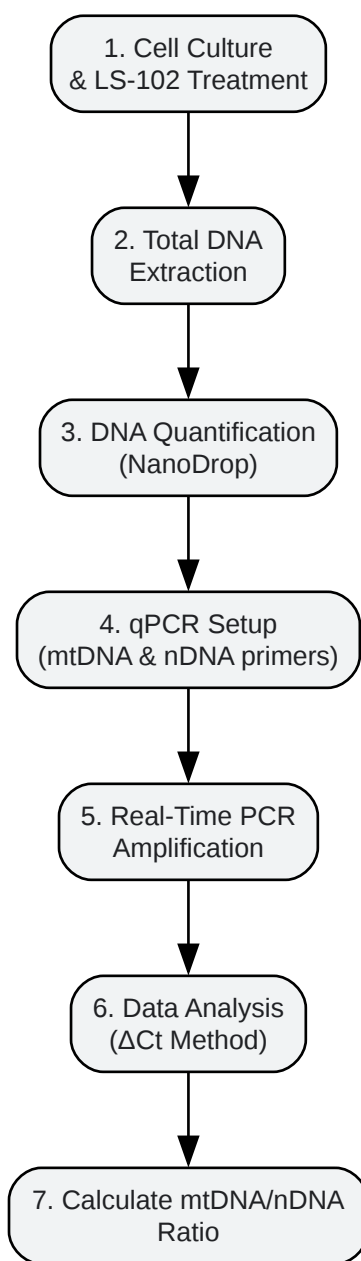 1. Cell Culture
& LS-102 Treatment
2. Total DNA
Extraction
3. DNA Quantification
(NanoDrop)
4. qPCR Setup
(mtDNA & nDNA primers)
5. Real-Time PCR
Amplification
6. Data Analysis
(ΔCt Method)
7. Calculate mtDNA/nDNA
Ratio